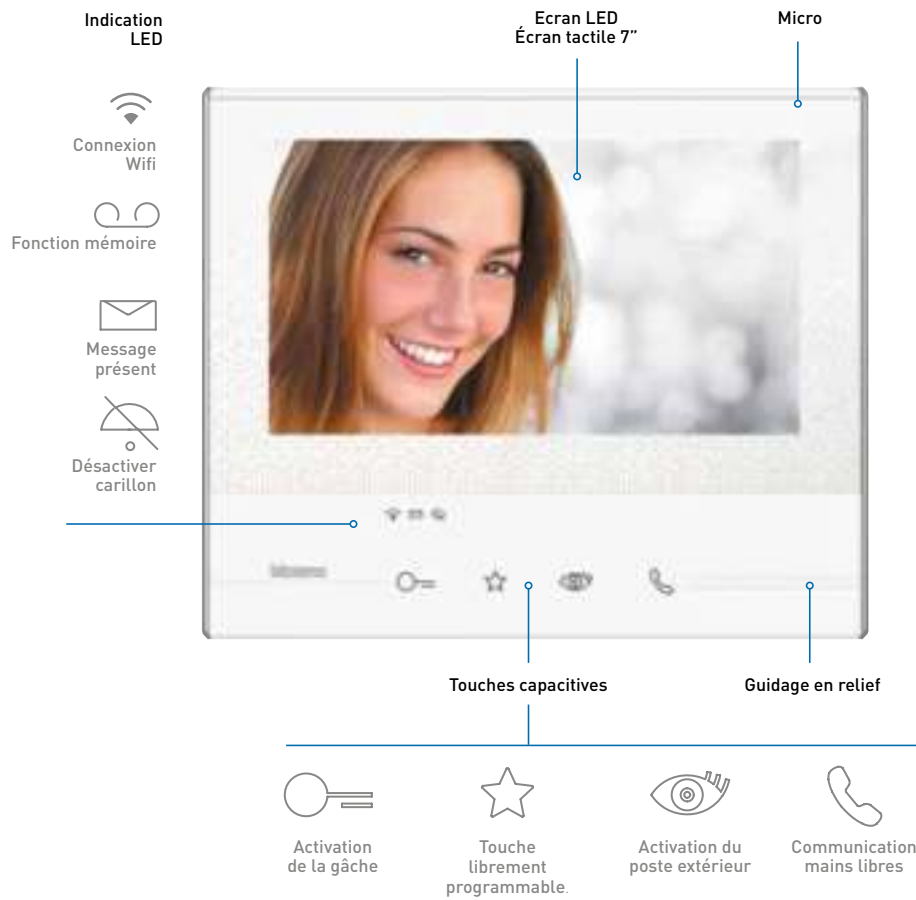 Indication
LED
Ecran LED
Écran tactile 7”
Micro
Connexion
Wifi
Fonction mémoire
Message
présent
Désactiver
carillon
Touches capacitives
Guidage en relief
Activation
de la gâche
Touche
librement
programmable.
Activation du
poste extérieur
Communication
mains libres